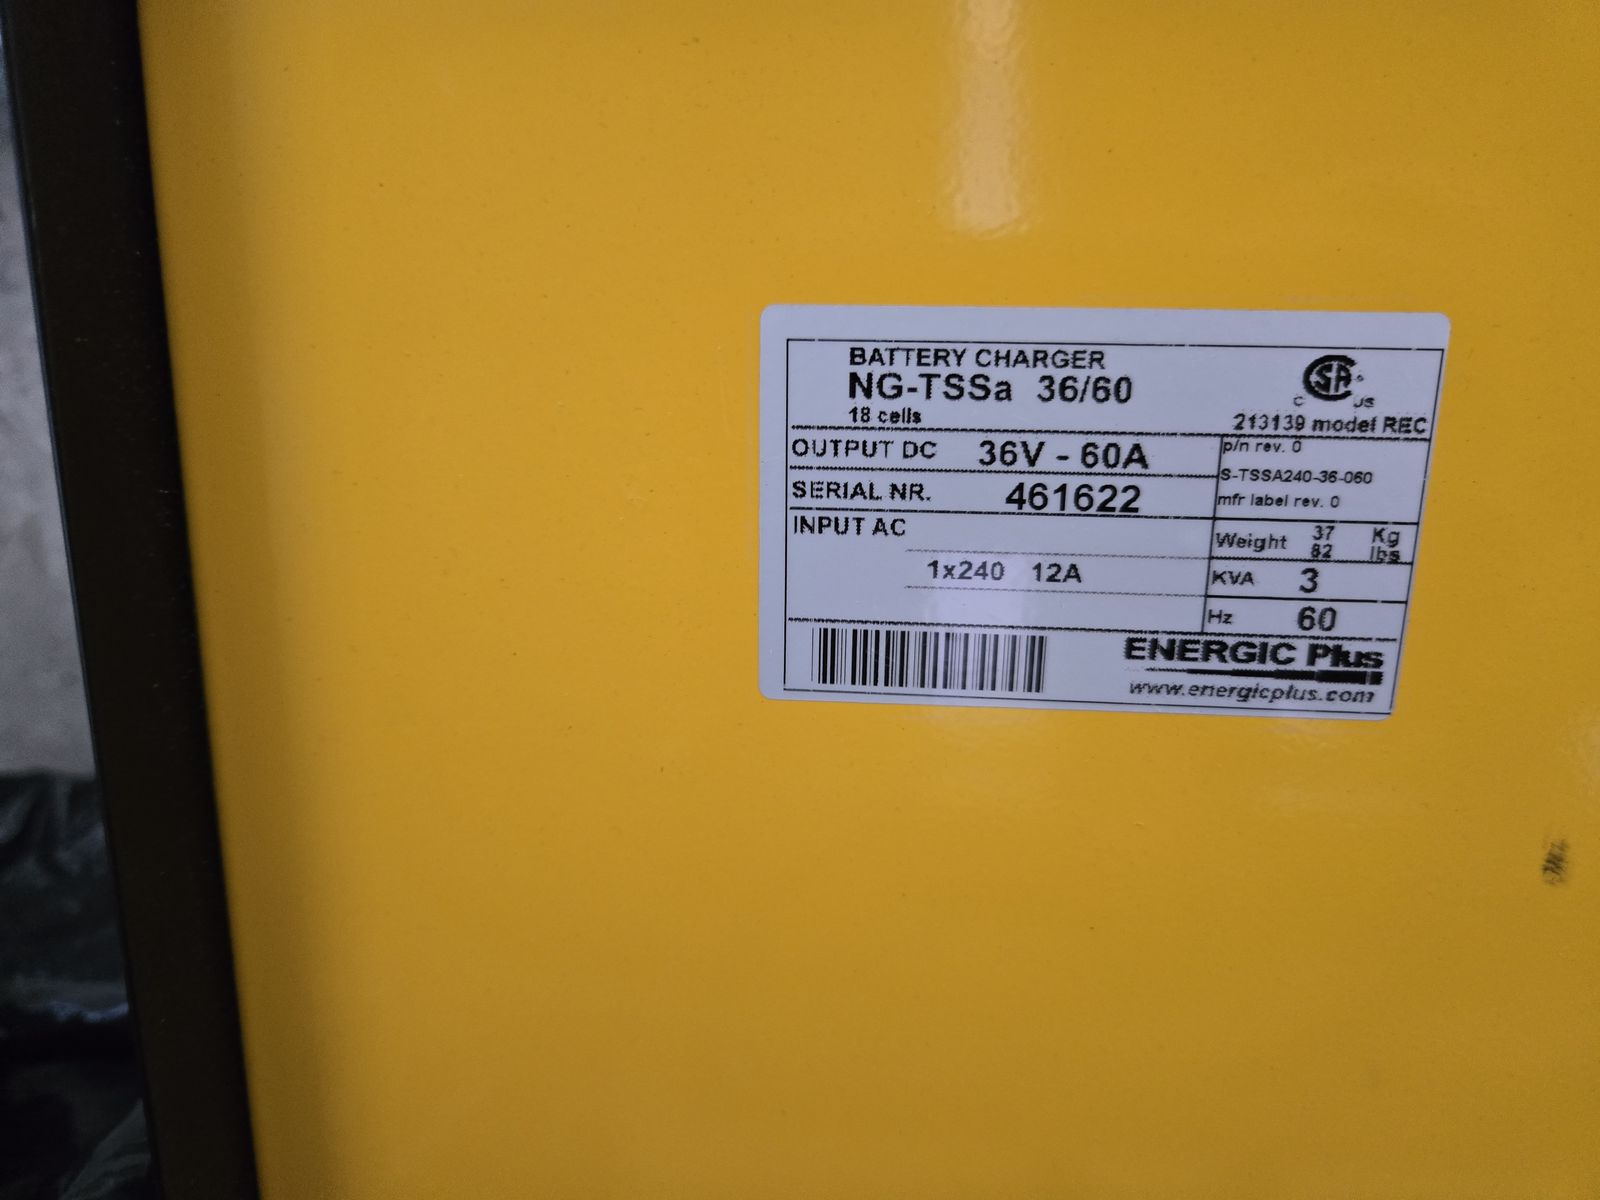 BATTERY CHARGER
NG-TSSa 36/60
18 cells
CSA
C US
213139 model REC
OUTPUT DC 36V - 60A
p/n rev. 0
S-TSSA240-36-060
mfr label rev. 0
SERIAL NR. 461622
INPUT AC
1x240 12A
Weight 37 Kg
82 lbs
KVA 3
Hz 60
ENERGIC Plus
www.energicplus.com